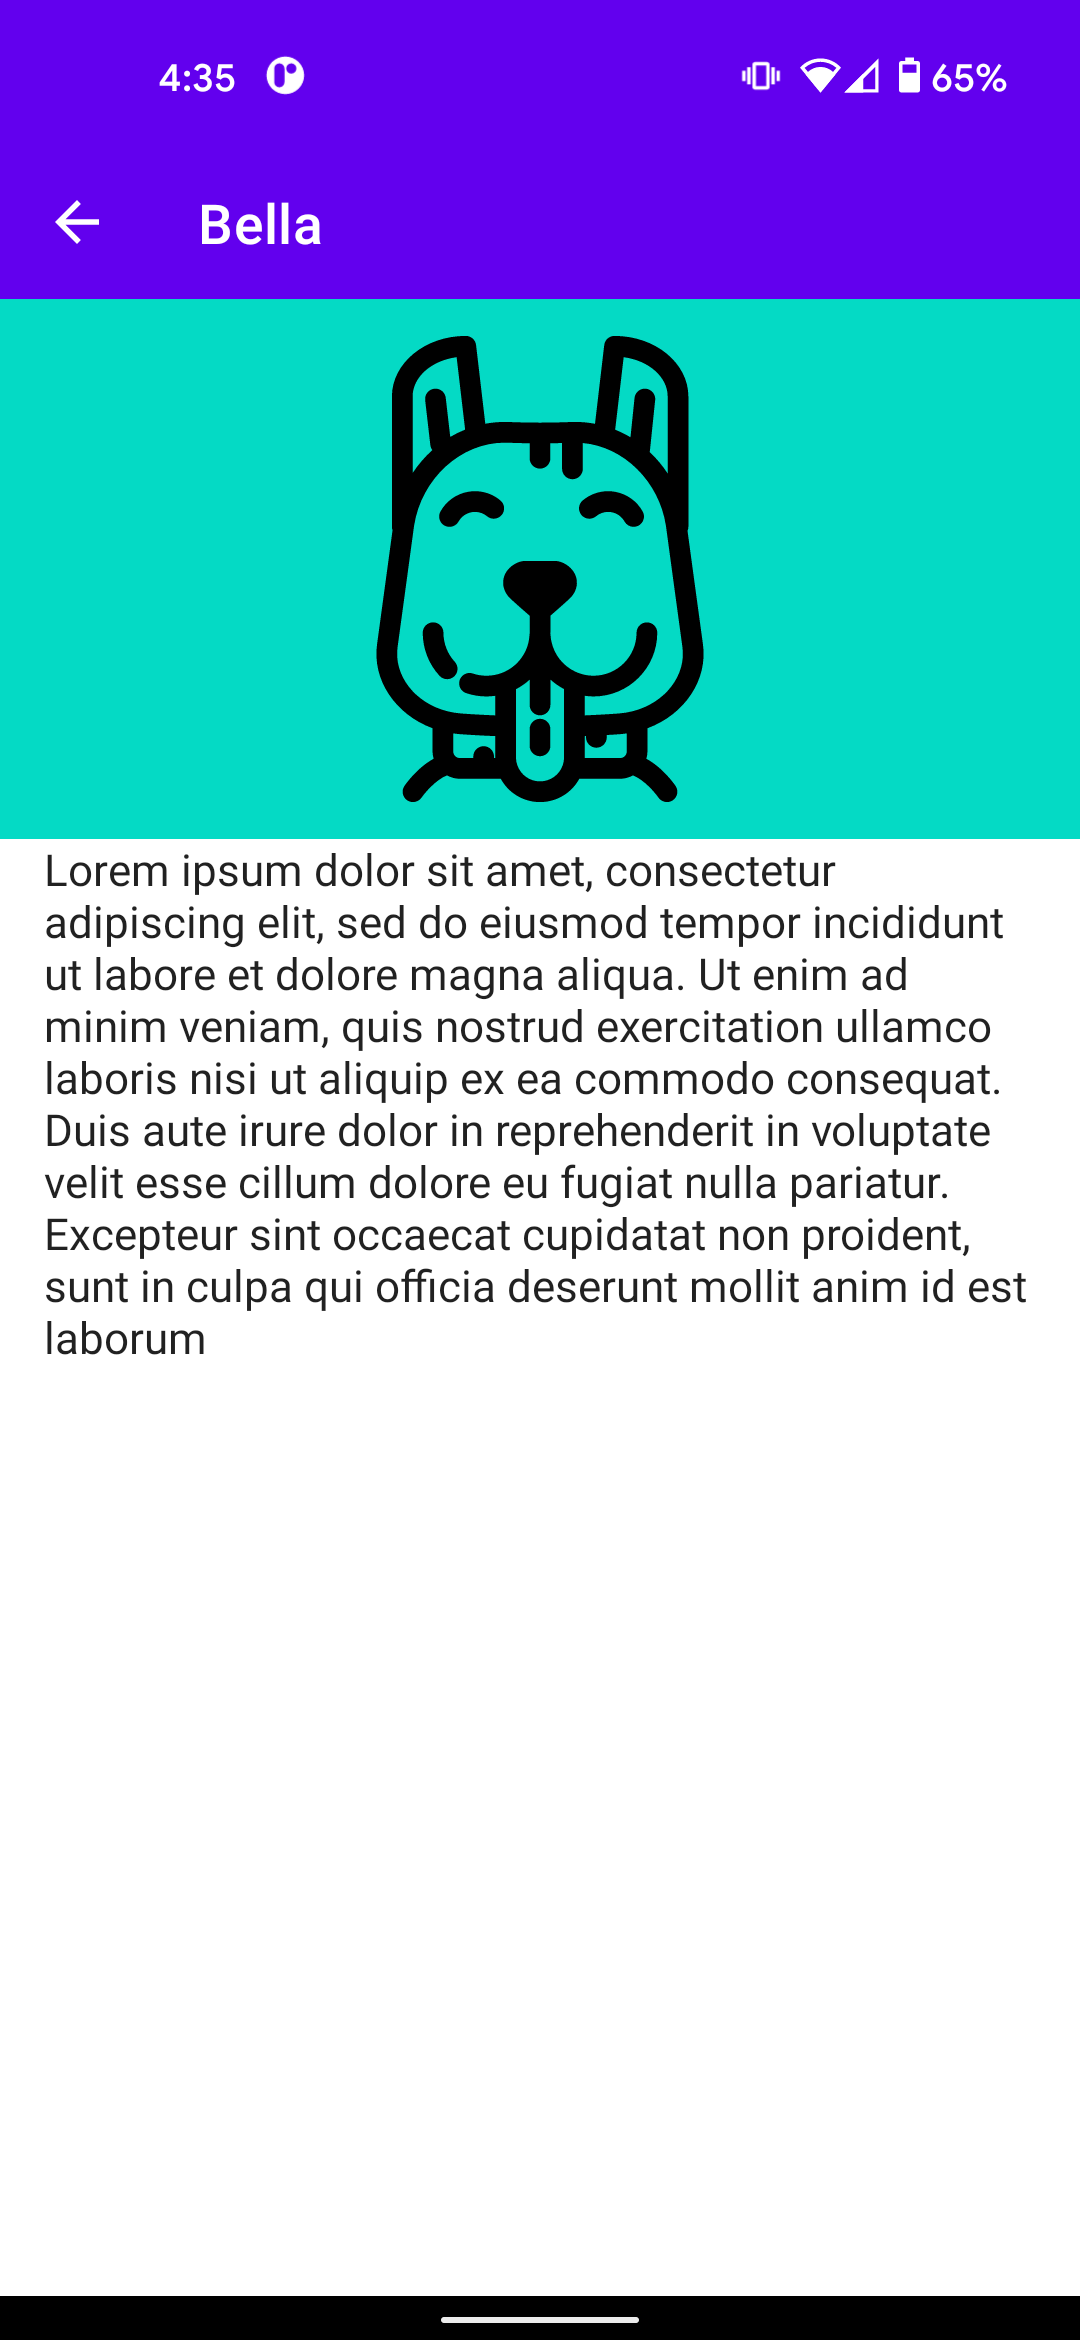 4:35 65%
Bella
Lorem ipsum dolor sit amet, consectetur
adipiscing elit, sed do eiusmod tempor incididunt
ut labore et dolore magna aliqua. Ut enim ad
minim veniam, quis nostrud exercitation ullamco
laboris nisi ut aliquip ex ea commodo consequat.
Duis aute irure dolor in reprehenderit in voluptate
velit esse cillum dolore eu fugiat nulla pariatur.
Excepteur sint occaecat cupidatat non proident,
sunt in culpa qui officia deserunt mollit anim id est
laborum